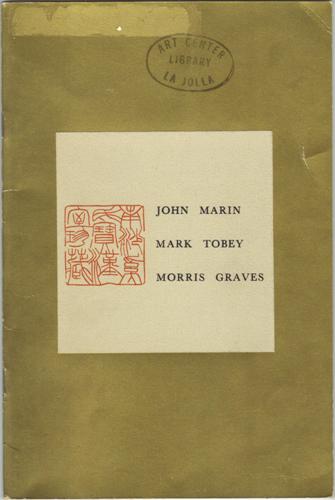 ART CENTER
LIBRARY
LA JOLLA
JOHN MARIN
MARK TOBEY
MORRIS GRAVES